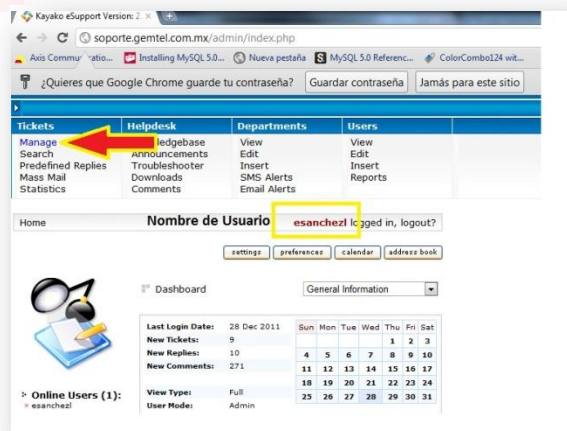 Kayako eSupport Version: 2
soporte.gemtel.com.mx/admin/index.php
Axis Commu Installing MySQL 5.0... Nueva pestaña MySQL 5.0 Referenc... ColorCombo124 wit...
¿Quieres que Google Chrome guarde tu contraseña? Guardar contraseña Jamás para este sitio
Tickets Helpdesk Departments Users
Manage View View
Search Announcements Edit Edit
Predefined Replies Troubleshooter Insert Insert
Mass Mail Downloads SMS Alerts Reports
Statistics Comments Email Alerts
Home Nombre de Usuario esanchezl logged in, logout?
settings preferences calendar address book
Dashboard General Information
Last Login Date: 28 Dec 2011 Sun Mon Tue Wed Thu Fri Sat
New Tickets: 9 1 2 3
New Replies: 10 4 5 6 7 8 9 10
New Comments: 271 11 12 13 14 15 16 17
18 19 20 21 22 23 24
View Type: Full 25 26 27 28 29 30 31
User Mode: Admin
Online Users (1):
esanchezl